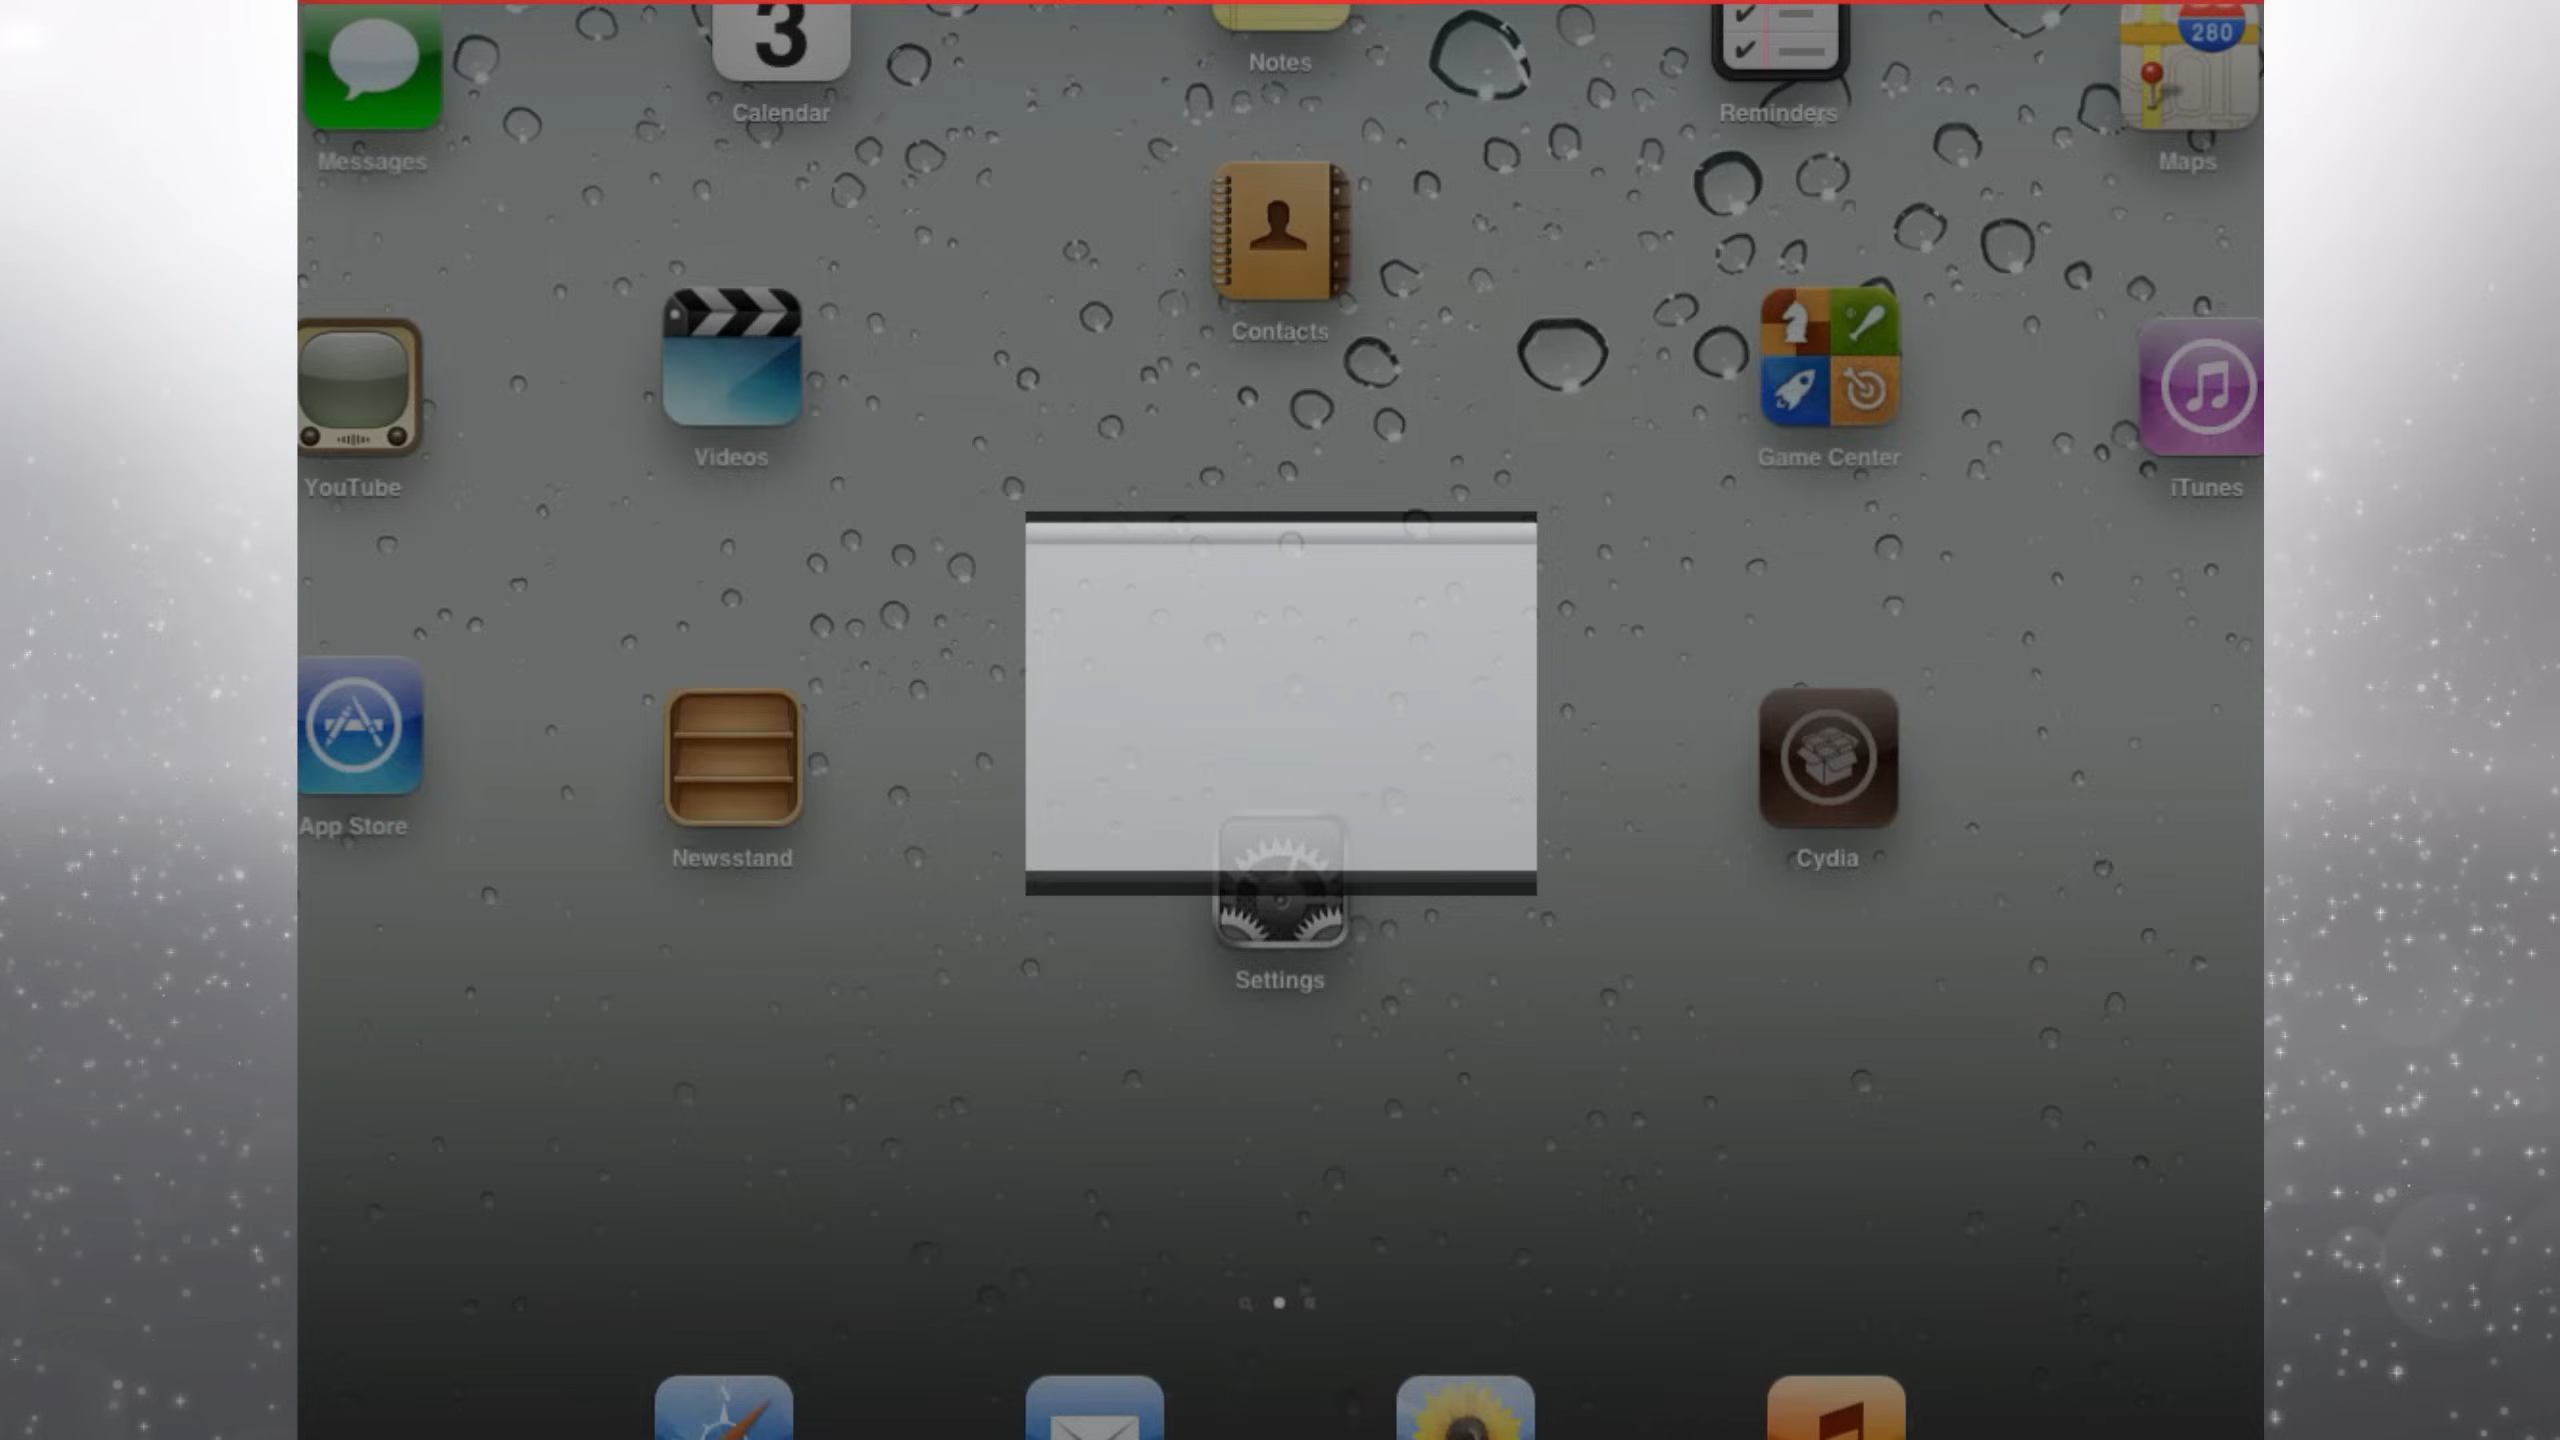 3
280
Notes
Calendar
Reminders
Messages
Maps
Contacts
Videos
Game Center
YouTube
iTunes
App Store
Newsstand
Cydia
Settings